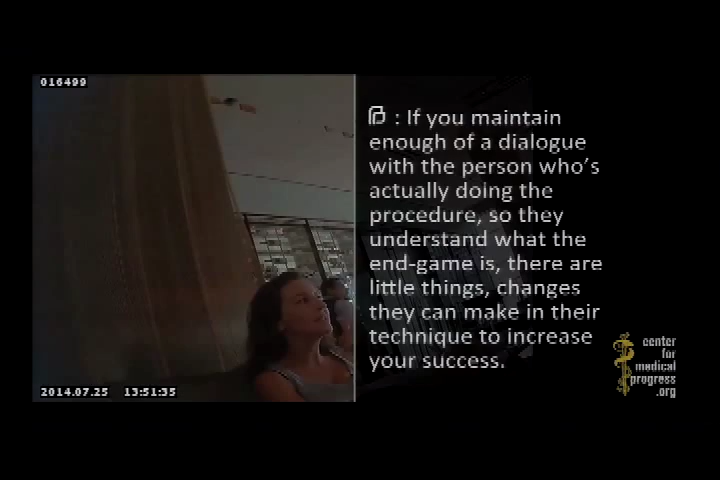 016499
: If you maintain
enough of a dialogue
with the person who's
actually doing the
procedure, so they
understand what the
end-game is, there are
little things, changes
they can make in their
technique to increase
your success.
center
for
medical
progress
.org
2014.07.25 13:51:35